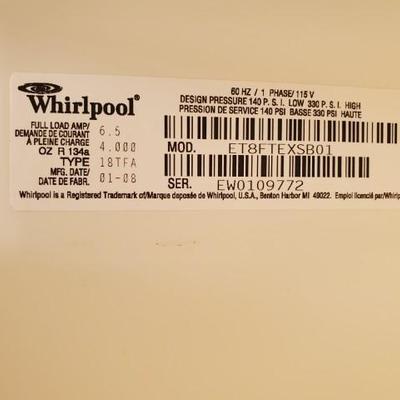 Whirlpool®
60 HZ / 1 PHASE/ 115 V
DESIGN PRESSURE 140 P. S. I. LOW 330 P. S. I. HIGH
PRESSION DE SERVICE 140 PSI BASSE 330 PSI HAUTE
FULL LOAD AMP/
DEMANDE DE COURANT 6.5
À PLEINE CHARGE
OZ R 134a 4.000
TYPE 18TFA
MFG. DATE/
DATE DE FABR. 01-08
MOD. ET8FTEXSB01
SER. EW0109772
Whirlpool is a Registered Trademark of/Marque déposée de Whirlpool, U.S.A., Benton Harbor MI 49022. Emploi licencié par/Whirlp